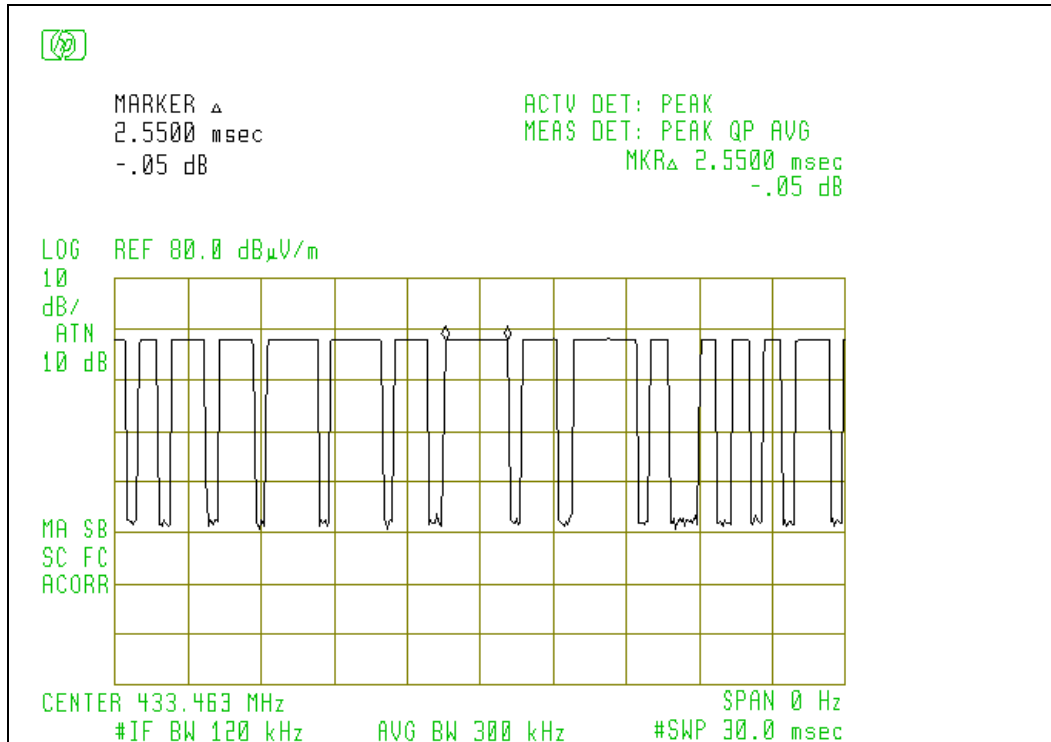 hp
MARKER △
2.5500 msec
-.05 dB
ACTV DET: PEAK
MEAS DET: PEAK QP AVG
MKR△ 2.5500 msec
-.05 dB
LOG REF 80.0 dBµV/m
10
dB/
ATN
10 dB
MA SB
SC FC
ACORR
CENTER 433.463 MHz SPAN 0 Hz
#IF BW 120 kHz AVG BW 300 kHz #SWP 30.0 msec